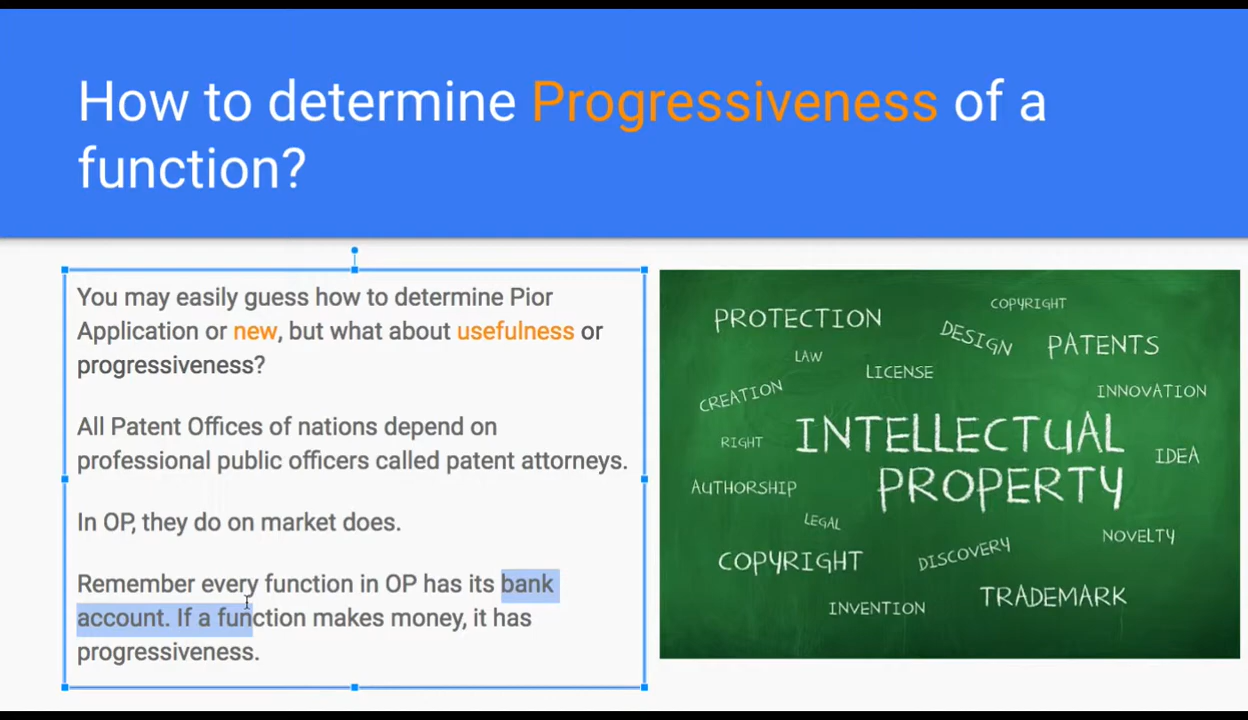 How to determine Progressiveness of a
function?
You may easily guess how to determine Pior
Application or new, but what about usefulness or
progressiveness?
All Patent Offices of nations depend on
professional public officers called patent attorneys.
In OP, they do on market does.
Remember every function in OP has its bank
account. If a function makes money, it has
progressiveness.
COPYRIGHT
PROTECTION
DESIGN
PATENTS
LAW
LICENSE
CREATION
INNOVATION
RIGHT
INTELLECTUAL
PROPERTY
IDEA
AUTHORSHIP
LEGAL
NOVELTY
COPYRIGHT
DISCOVERY
INVENTION
TRADEMARK